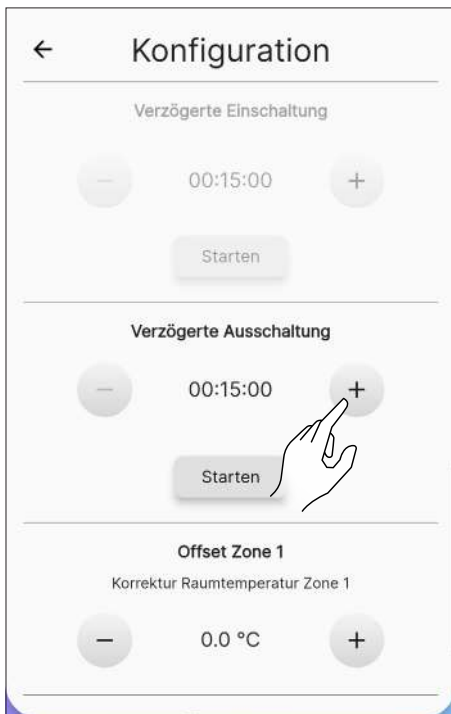 Konfiguration
Verzögerte Einschaltung
− 00:15:00 +
Starten
Verzögerte Ausschaltung
− 00:15:00 +
Starten
Offset Zone 1
Korrektur Raumtemperatur Zone 1
− 0.0 °C +